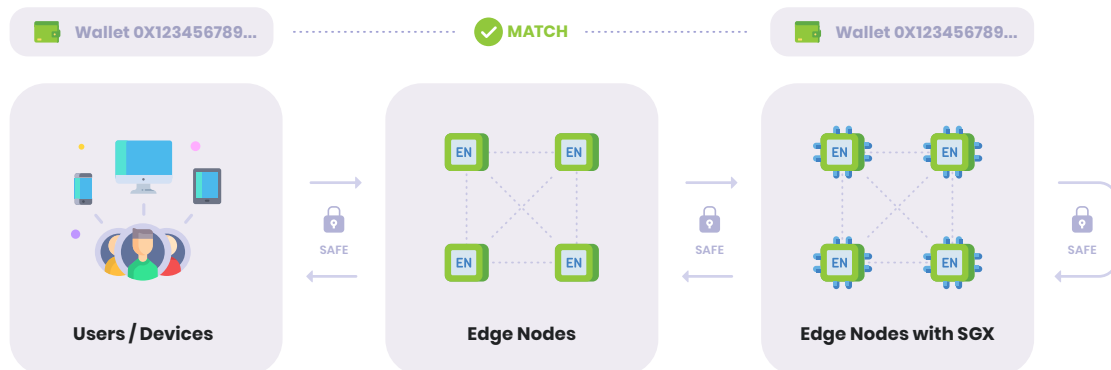 Wallet 0X123456789...
MATCH
Wallet 0X123456789...
EN EN
EN EN
SAFE
Users / Devices
EN EN
EN EN
SAFE
Edge Nodes
SAFE
Edge Nodes with SGX